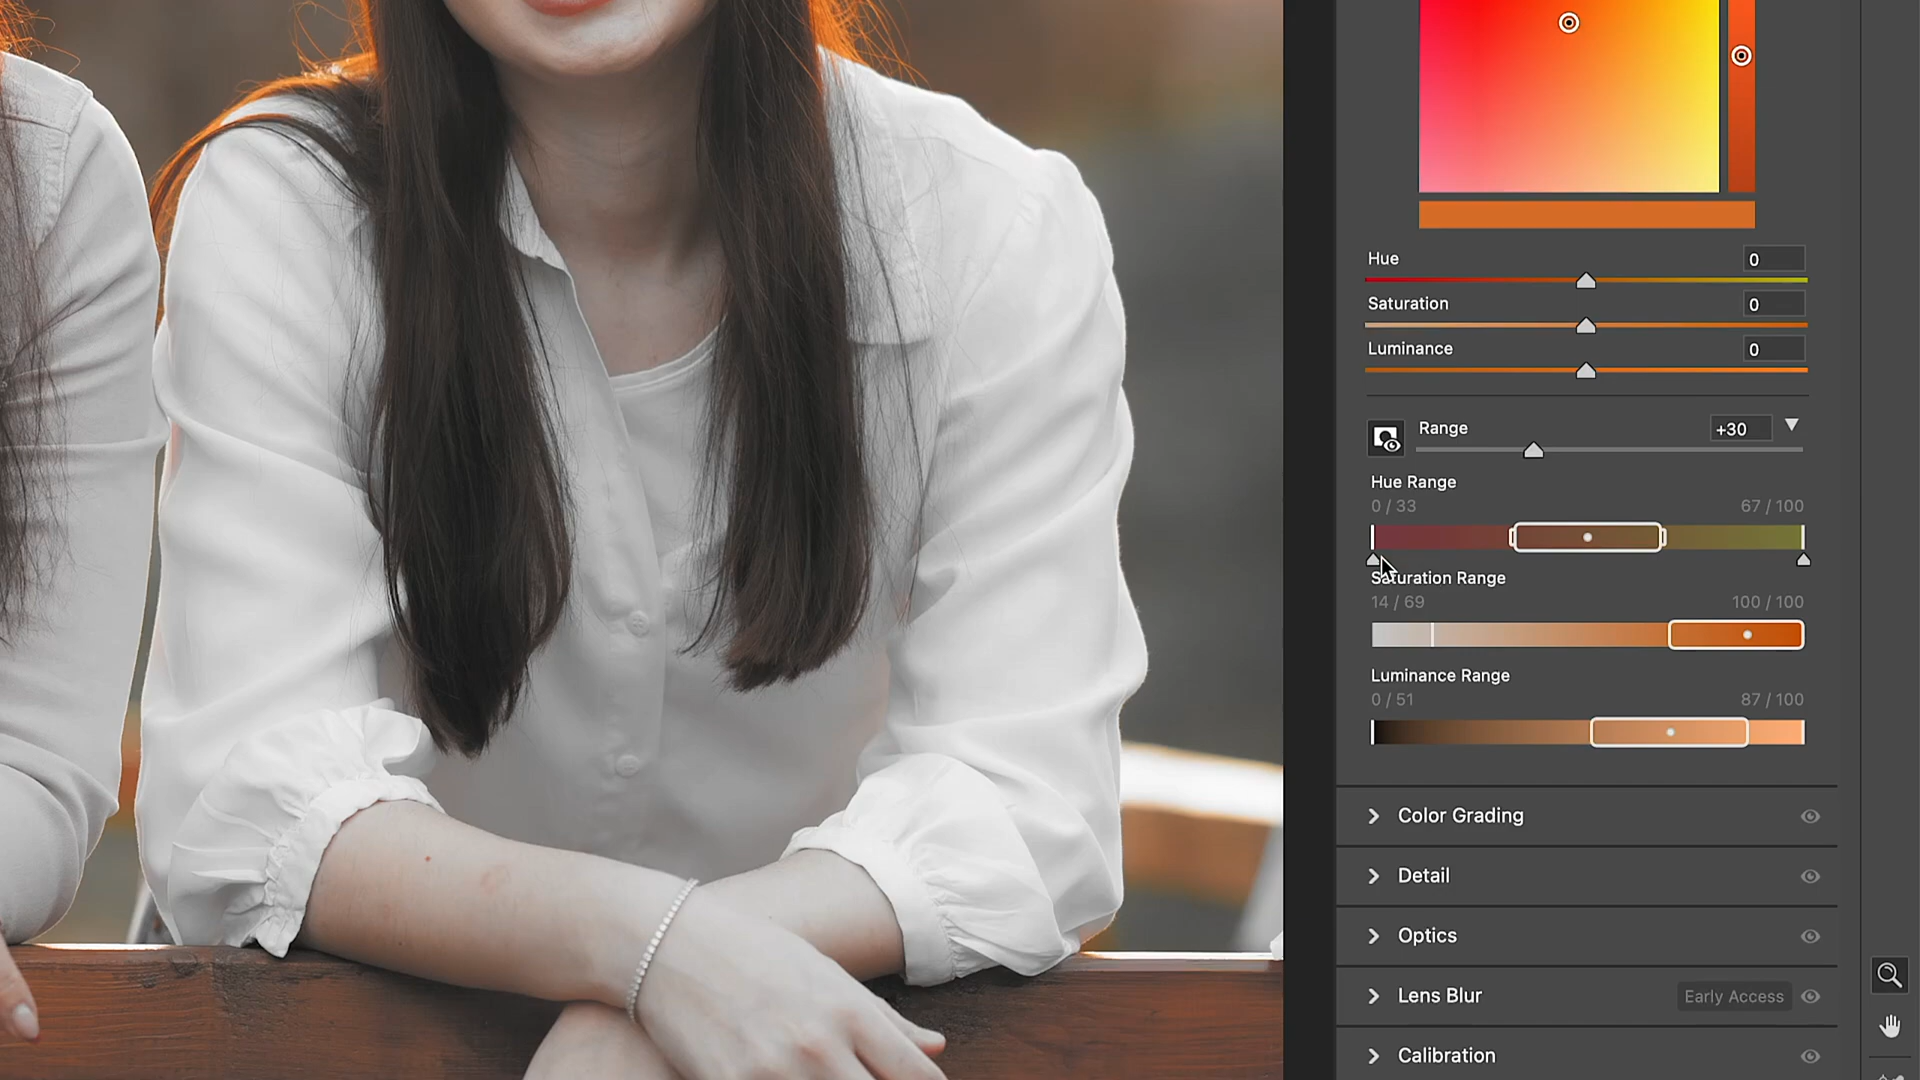 Hue 0
Saturation 0
Luminance 0
Range +30
Hue Range
0 / 33 67 / 100
Saturation Range
14 / 69 100 / 100
Luminance Range
0 / 51 87 / 100
Color Grading
Detail
Optics
Lens Blur Early Access
Calibration